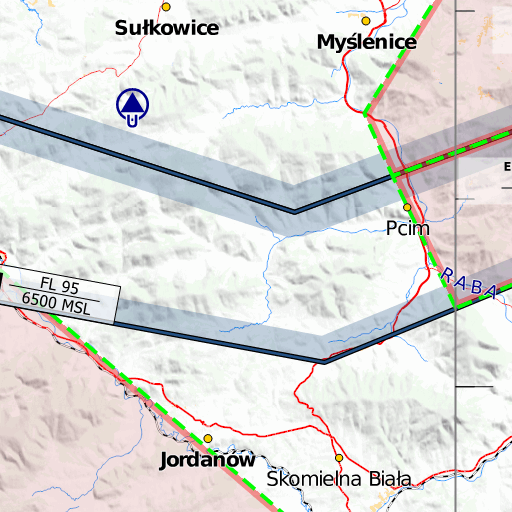 Sułkowice
Myślenice
E
Pcim
RABA
FL 95
6500 MSL
Jordanów
Skomielna Biała